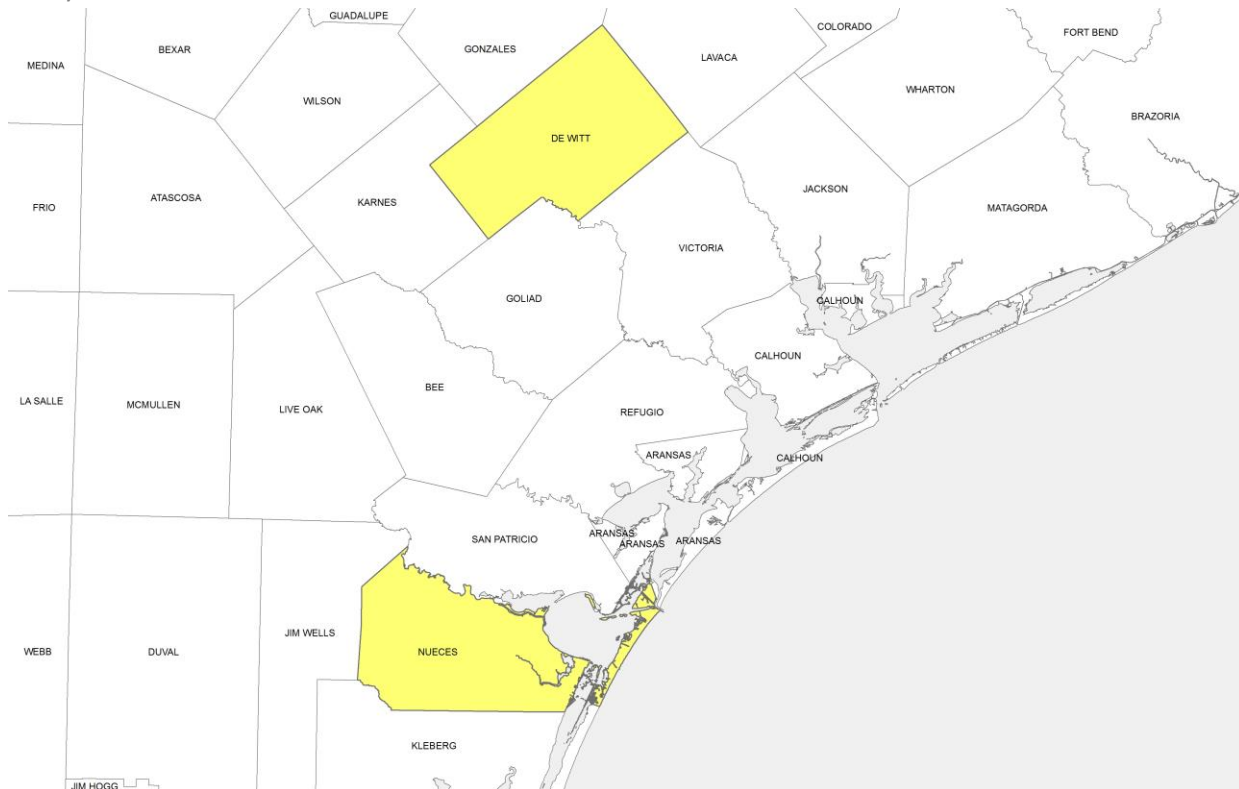 GUADALUPE
COLORADO
BEXAR
GONZALES
LAVACA
FORT BEND
MEDINA
WILSON
WHARTON
DE WITT
BRAZORIA
ATASCOSA
KARNES
JACKSON
FRIO
MATAGORDA
VICTORIA
GOLIAD
CALHOUN
CALHOUN
BEE
LA SALLE
MCMULLEN
LIVE OAK
REFUGIO
ARANSAS
CALHOUN
SAN PATRICIO
ARANSAS
ARANSAS
ARANSAS
JIM WELLS
WEBB
DUVAL
NUECES
KLEBERG
JIM HOGG